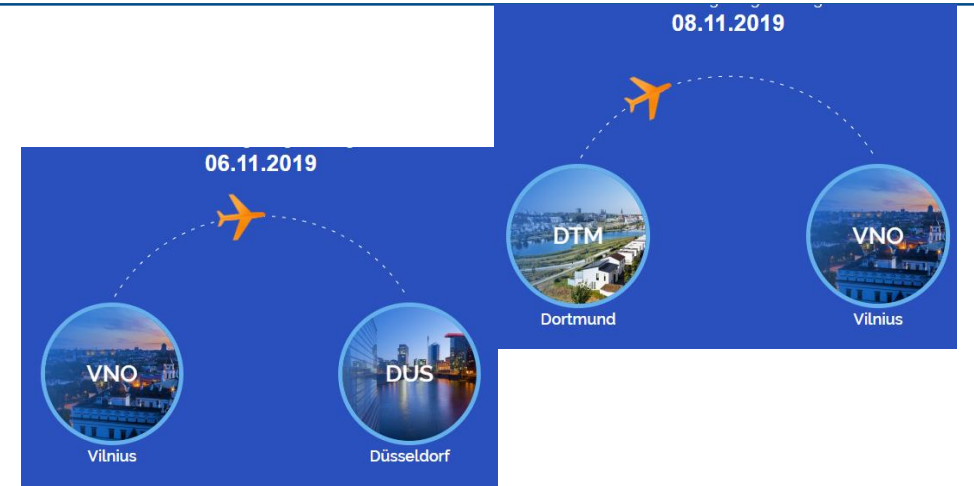 06.11.2019
VNO
DUS
Vilnius
Düsseldorf
08.11.2019
DTM
VNO
Dortmund
Vilnius